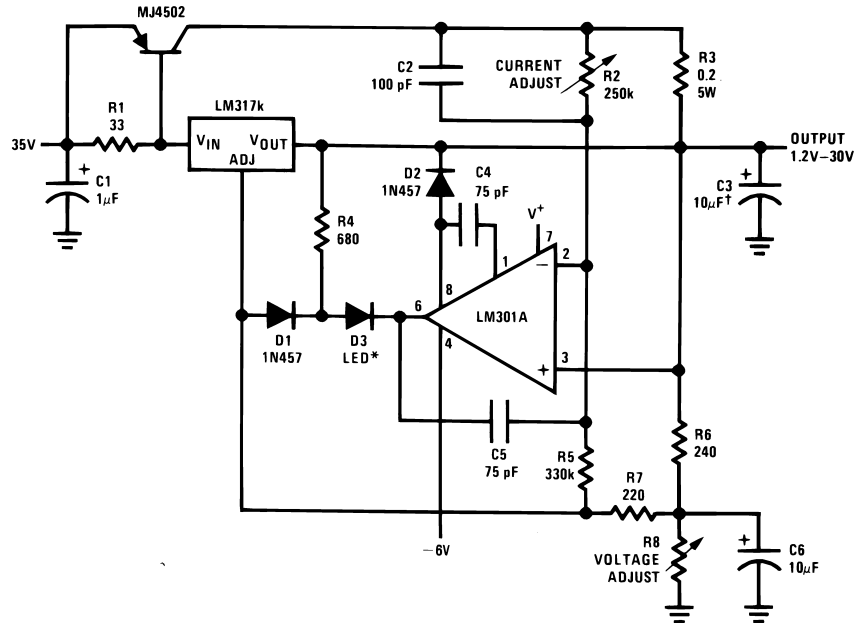 MJ4502
R1
33
35V
C1
1µF
+
LM317k
VIN
VOUT
ADJ
C2
100 pF
CURRENT
ADJUST
R2
250k
R3
0.2
5W
OUTPUT
1.2V–30V
+
C3
10µF†
R4
680
D2
1N457
C4
75 pF
V+
7
1
2
8
6
4
3
−
+
LM301A
D1
1N457
D3
LED*
C5
75 pF
R5
330k
R6
240
R7
220
R8
VOLTAGE
ADJUST
+
C6
10µF
−6V